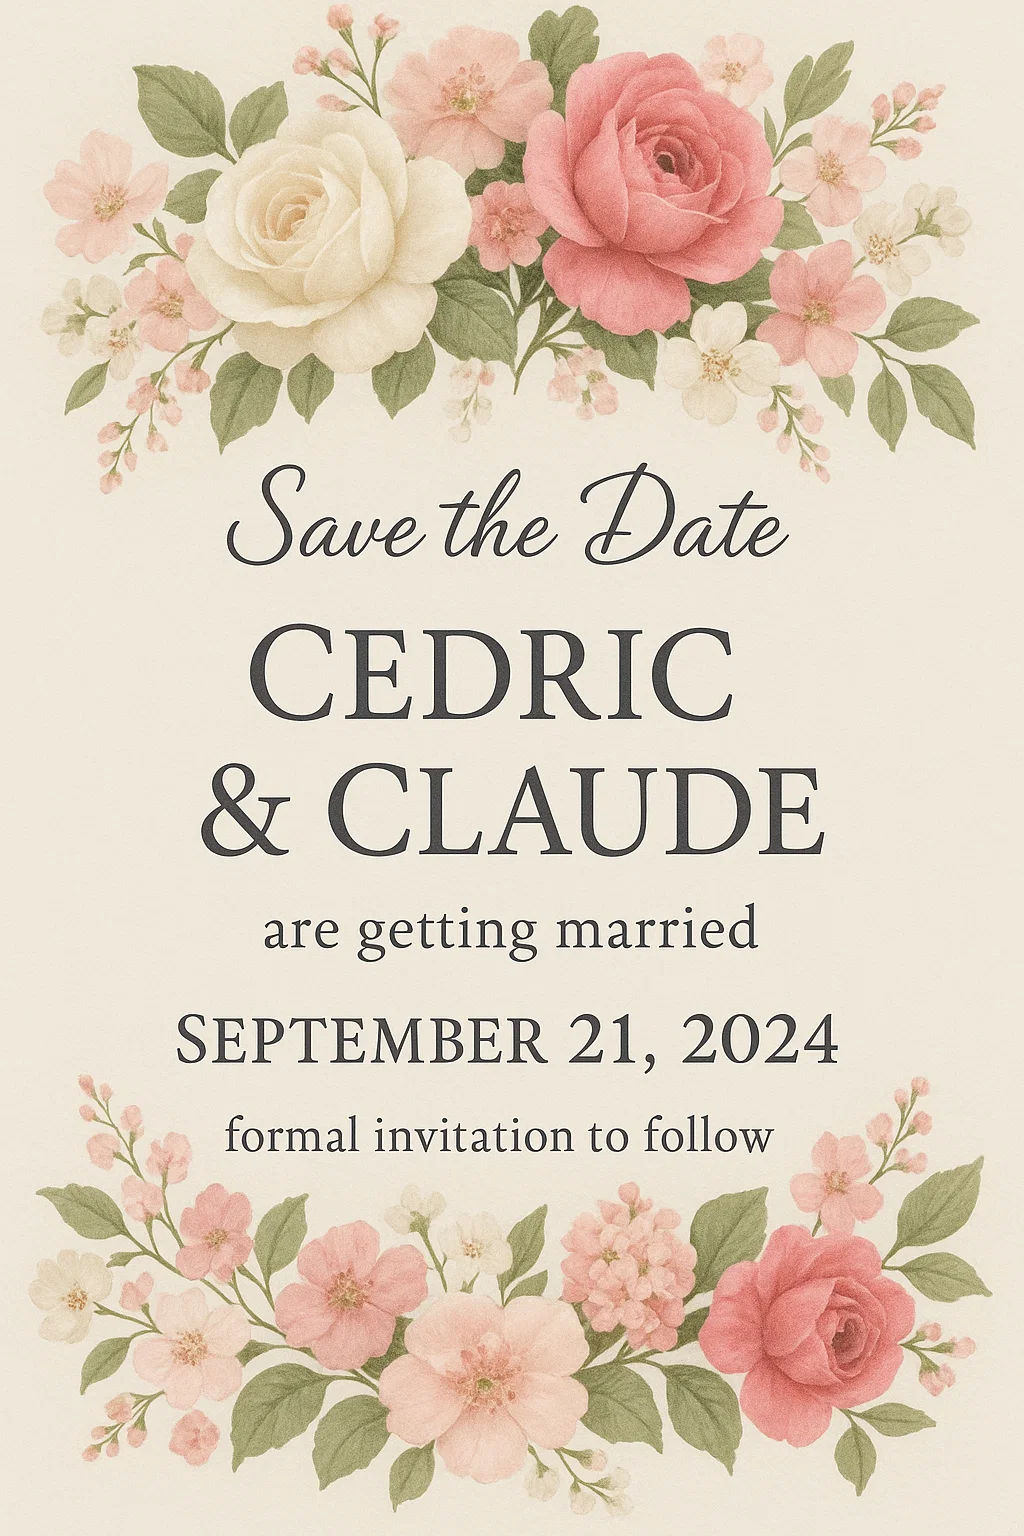 Save the Date
CEDRIC
& CLAUDE
are getting married
SEPTEMBER 21, 2024
formal invitation to follow